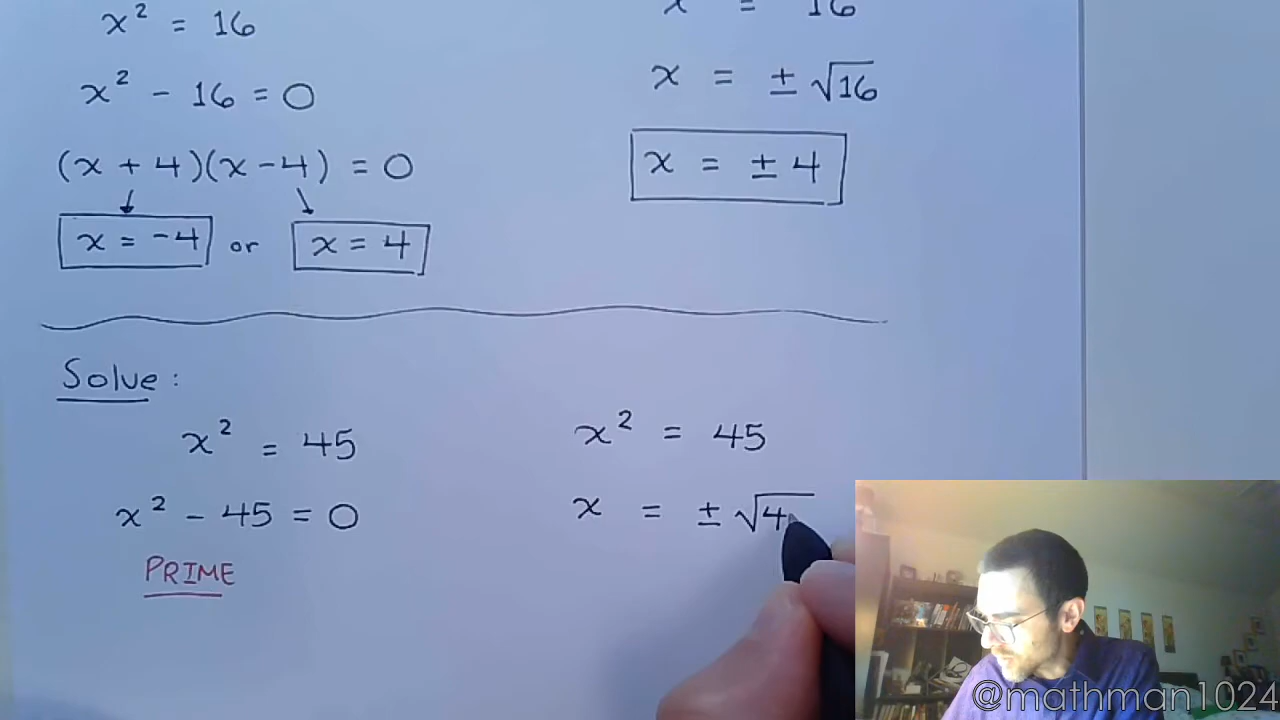 x² = 16
x² - 16 = 0
(x + 4)(x - 4) = 0
x = -4 or x = 4
x = 16
x = ± √16
x = ± 4
Solve:
x² = 45
x² - 45 = 0
PRIME
x² = 45
x = ± √4
@mathman1024